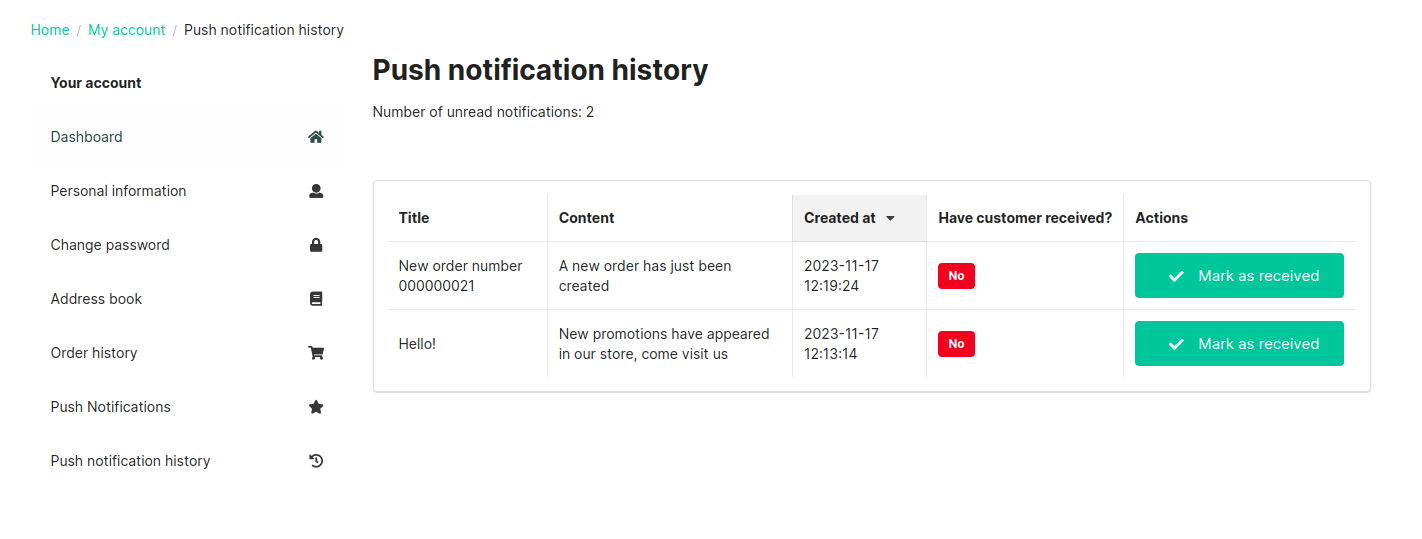 Home / My account / Push notification history
Your account
Dashboard
Personal information
Change password
Address book
Order history
Push Notifications
Push notification history
Push notification history
Number of unread notifications: 2
Title Content Created at Have customer received? Actions
New order number
000000021
A new order has just been
created
2023-11-17
12:19:24
No
Mark as received
Hello!
New promotions have appeared
in our store, come visit us
2023-11-17
12:13:14
No
Mark as received